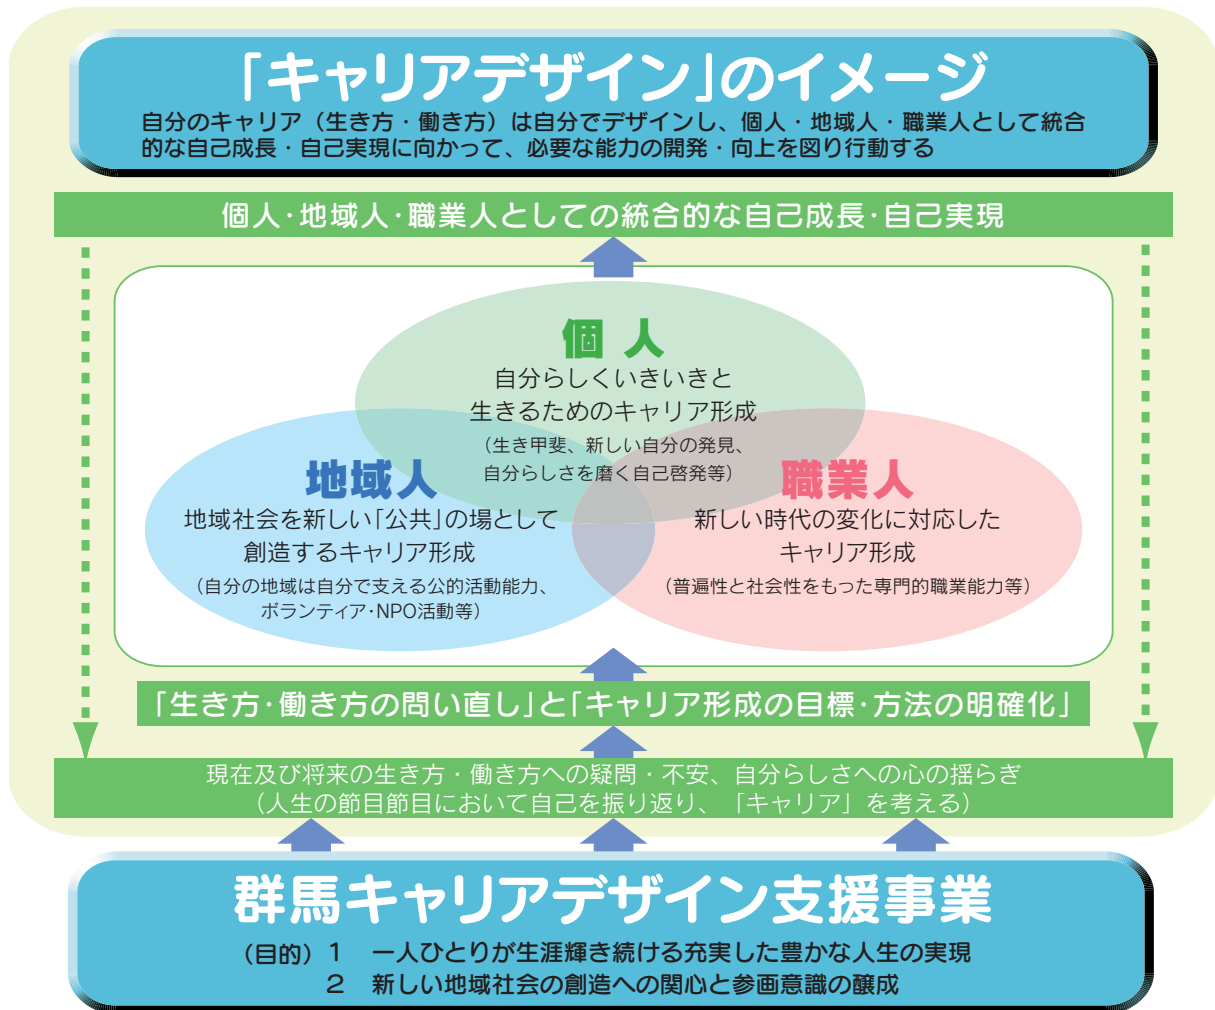 「キャリアデザイン」のイメージ
自分のキャリア（生き方・働き方）は自分でデザインし、個人・地域人・職業人として統合
的な自己成長・自己実現に向かって、必要な能力の開発・向上を図り行動する
個人・地域人・職業人としての統合的な自己成長・自己実現
個 人
自分らしくいきいきと
生きるためのキャリア形成
（生き甲斐、新しい自分の発見、
自分らしさを磨く自己啓発等）
地域人
地域社会を新しい「公共」の場として
創造するキャリア形成
（自分の地域は自分で支える公的活動能力、
ボランティア・NPO活動等）
職業人
新しい時代の変化に対応した
キャリア形成
（普遍性と社会性をもった専門的職業能力等）
「生き方・働き方の問い直し」と「キャリア形成の目標・方法の明確化」
現在及び将来の生き方・働き方への疑問・不安、自分らしさへの心の揺らぎ
（人生の節目節目において自己を振り返り、「キャリア」を考える）
群馬キャリアデザイン支援事業
（目的）１　一人ひとりが生涯輝き続ける充実した豊かな人生の実現
２　新しい地域社会の創造への関心と参画意識の醸成